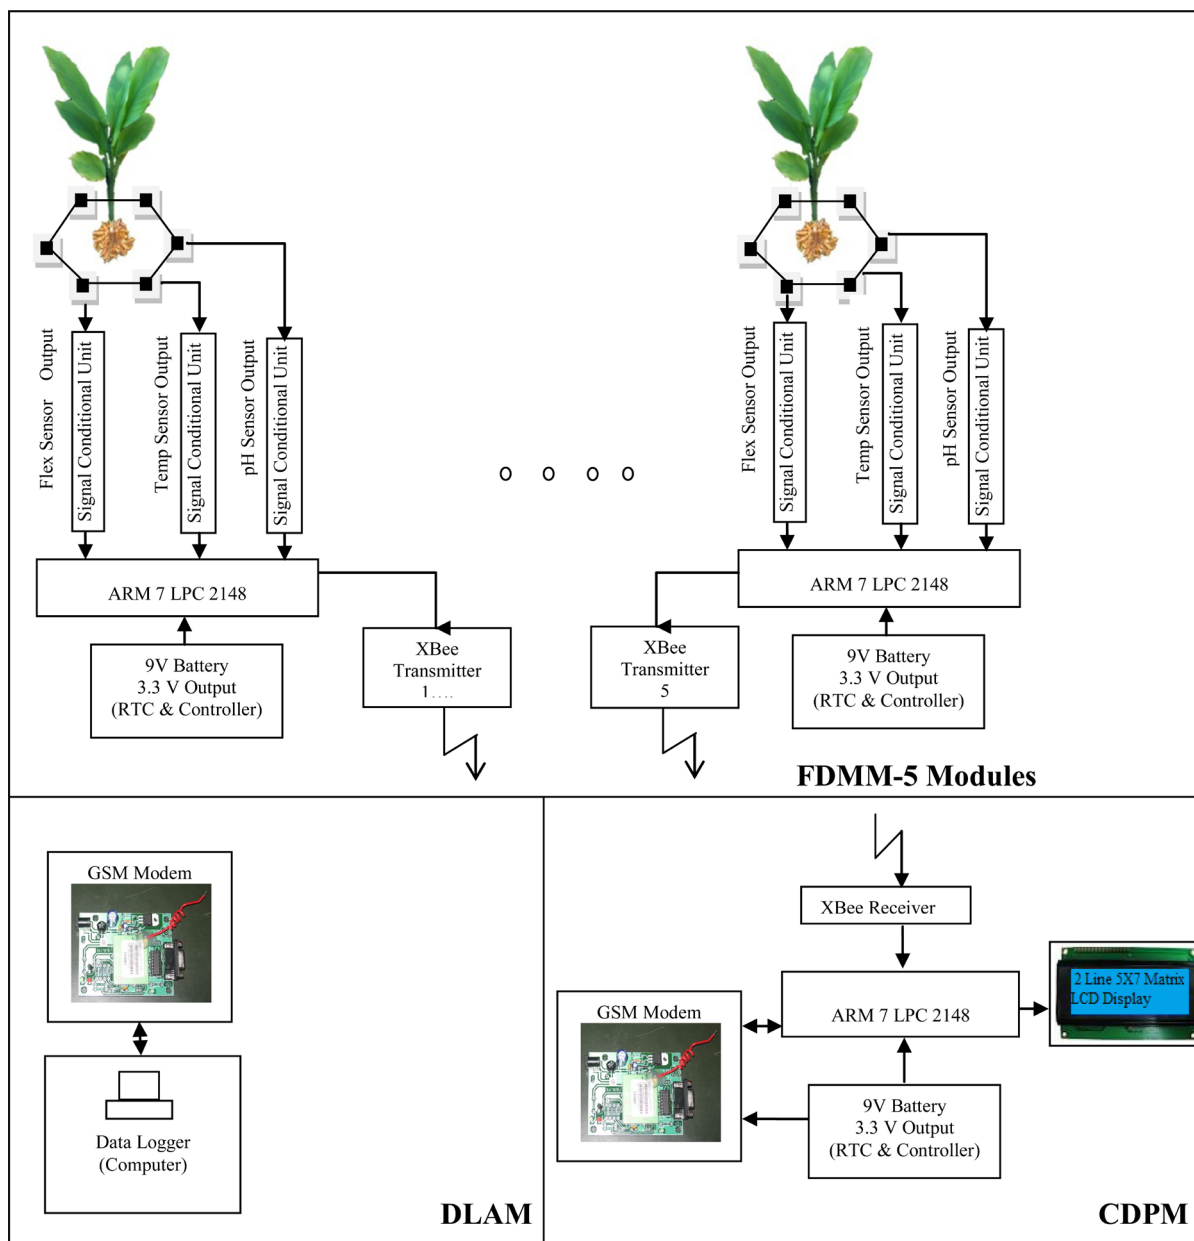 Flex Sensor Output
Signal Conditional Unit
Temp Sensor Output
Signal Conditional Unit
pH Sensor Output
Signal Conditional Unit
Flex Sensor Output
Signal Conditional Unit
Temp Sensor Output
Signal Conditional Unit
pH Sensor Output
Signal Conditional Unit
ARM 7 LPC 2148
ARM 7 LPC 2148
9V Battery
3.3 V Output
(RTC & Controller)
XBee
Transmitter
1....
XBee
Transmitter
5
9V Battery
3.3 V Output
(RTC & Controller)
FDMM-5 Modules
GSM Modem
Data Logger
(Computer)
DLAM
XBee Receiver
ARM 7 LPC 2148
2 Line 5X7 Matrix
LCD Display
GSM Modem
9V Battery
3.3 V Output
(RTC & Controller)
CDPM